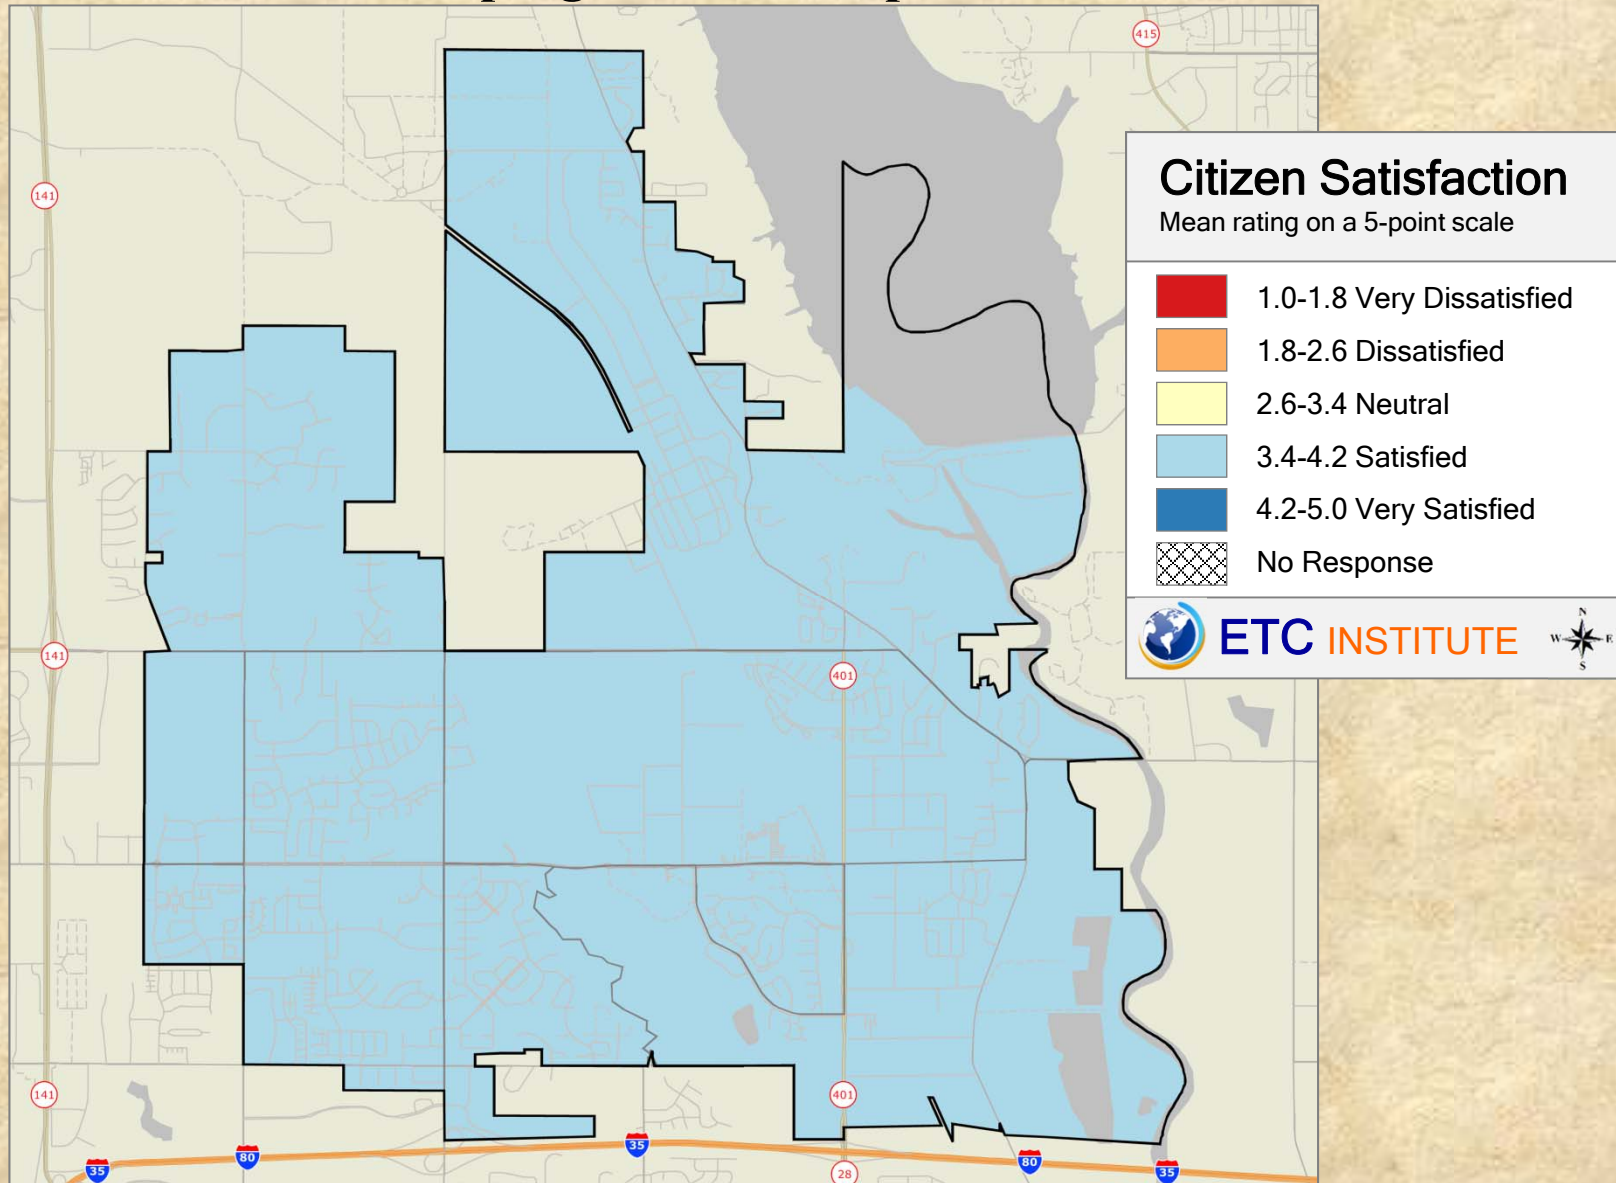 415
141
Citizen Satisfaction
Mean rating on a 5-point scale
1.0-1.8 Very Dissatisfied
1.8-2.6 Dissatisfied
2.6-3.4 Neutral
3.4-4.2 Satisfied
4.2-5.0 Very Satisfied
No Response
ETC INSTITUTE
N
W E
S
141
401
141
401
35
80
35
80
35
28